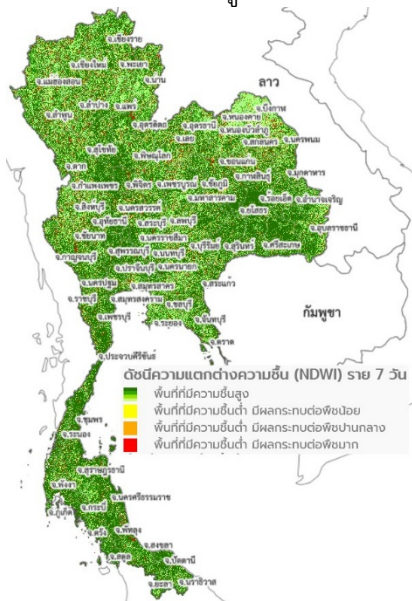 จ.เชียงราย
จ.เชียงใหม่ จ.พะเยา
จ.แม่ฮ่องสอน จ.น่าน
จ.ลำปาง จ.แพร่
จ.ลำพูน
จ.อุตรดิตถ์
ลาว
จ.บึงกาฬ
จ.หนองคาย
จ.อุดรธานี
จ.หนองบัวลำภู
จ.เลย
จ.สกลนคร จ.นครพนม
จ.สุโขทัย
จ.พิษณุโลก
จ.ตาก
จ.ขอนแก่น
จ.กาฬสินธุ์ จ.มุกดาหาร
จ.กำแพงเพชร จ.พิจิตร จ.เพชรบูรณ์ จ.ชัยภูมิ
จ.มหาสารคาม จ.ร้อยเอ็ด จ.อำนาจเจริญ
จ.ยโสธร
จ.สิงห์บุรี จ.นครสวรรค์
จ.อุทัยธานี จ.สระบุรี จ.ลพบุรี
จ.อุบลราชธานี
จ.ชัยนาท จ.นครราชสีมา
จ.สุพรรณบุรี จ.นนทบุรี จ.บุรีรัมย์ จ.สุรินทร์ จ.ศรีสะเกษ
จ.กาญจนบุรี
จ.ปราจีนบุรี จ.นครนายก
จ.นครปฐม จ.สมุทรสาคร จ.สระแก้ว
จ.ราชบุรี จ.สมุทรสงคราม จ.ชลบุรี
กัมพูชา
จ.เพชรบุรี
จ.ระยอง จ.จันทบุรี
จ.ตราด
จ.ประจวบคีรีขันธ์
ดัชนีความแตกต่างความชื้น (NDWI) ราย 7 วัน
พื้นที่ที่มีความชื้นสูง
พื้นที่ที่มีความชื้นต่ำ มีผลกระทบต่อพืชน้อย
พื้นที่ที่มีความชื้นต่ำ มีผลกระทบต่อพืชปานกลาง
พื้นที่ที่มีความชื้นต่ำ มีผลกระทบต่อพืชมาก
จ.ชุมพร
จ.ระนอง
จ.สุราษฎร์ธานี
จ.พังงา
จ.นครศรีธรรมราช
จ.กระบี่
จ.ภูเก็ต
จ.ตรัง จ.พัทลุง
จ.สงขลา
จ.สตูล จ.ปัตตานี
จ.ยะลา จ.นราธิวาส